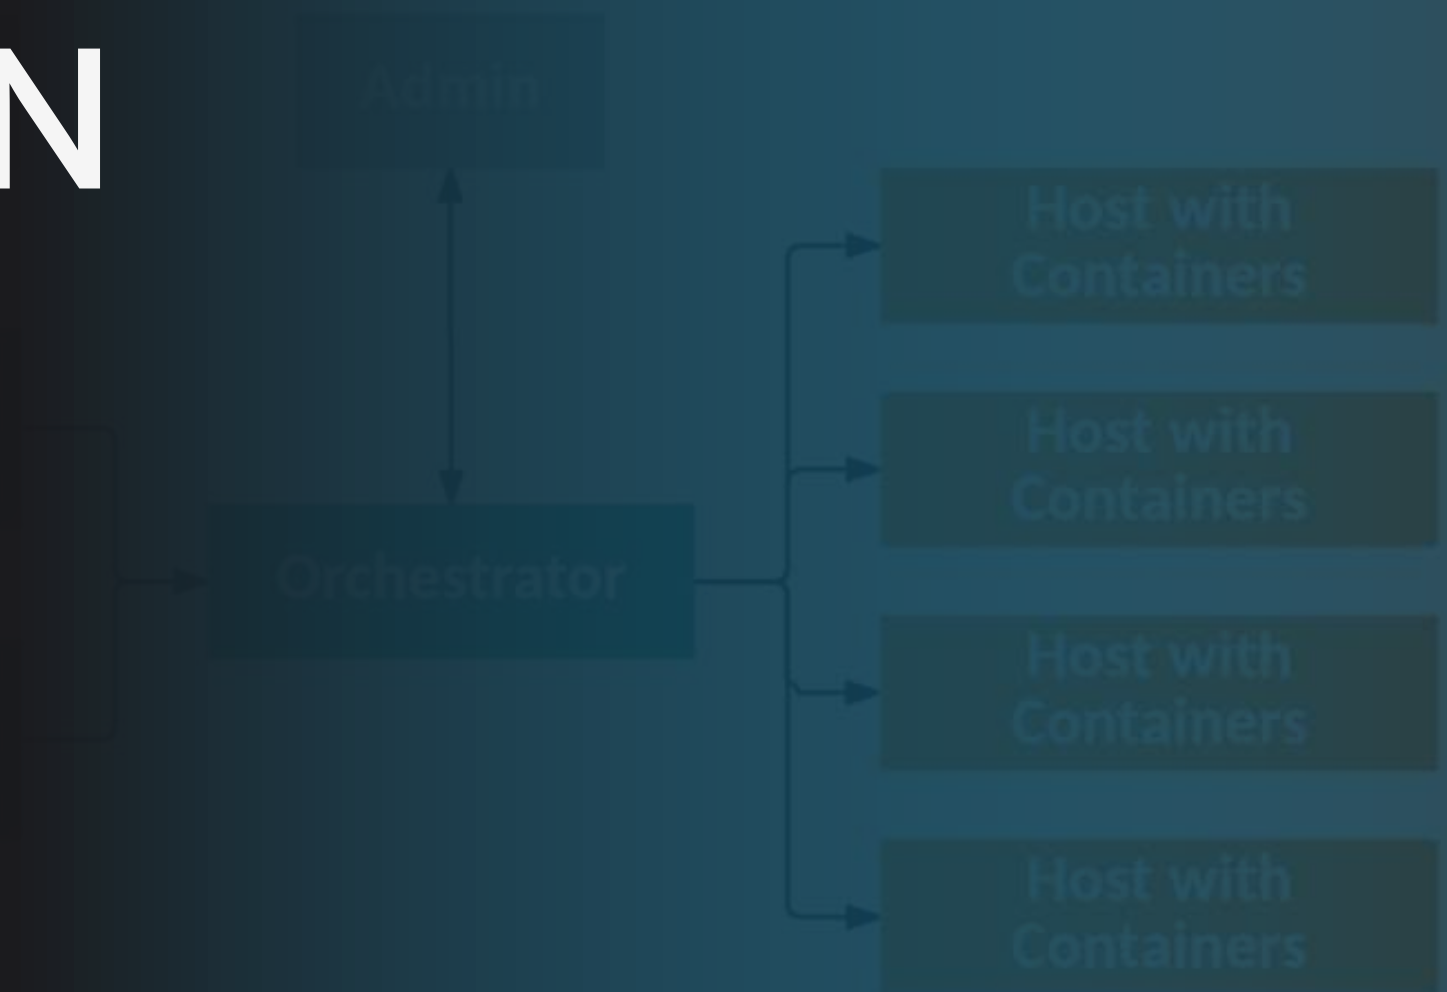 N
Admin
Host with
Containers
Host with
Containers
Orchestrator
Host with
Containers
Host with
Containers